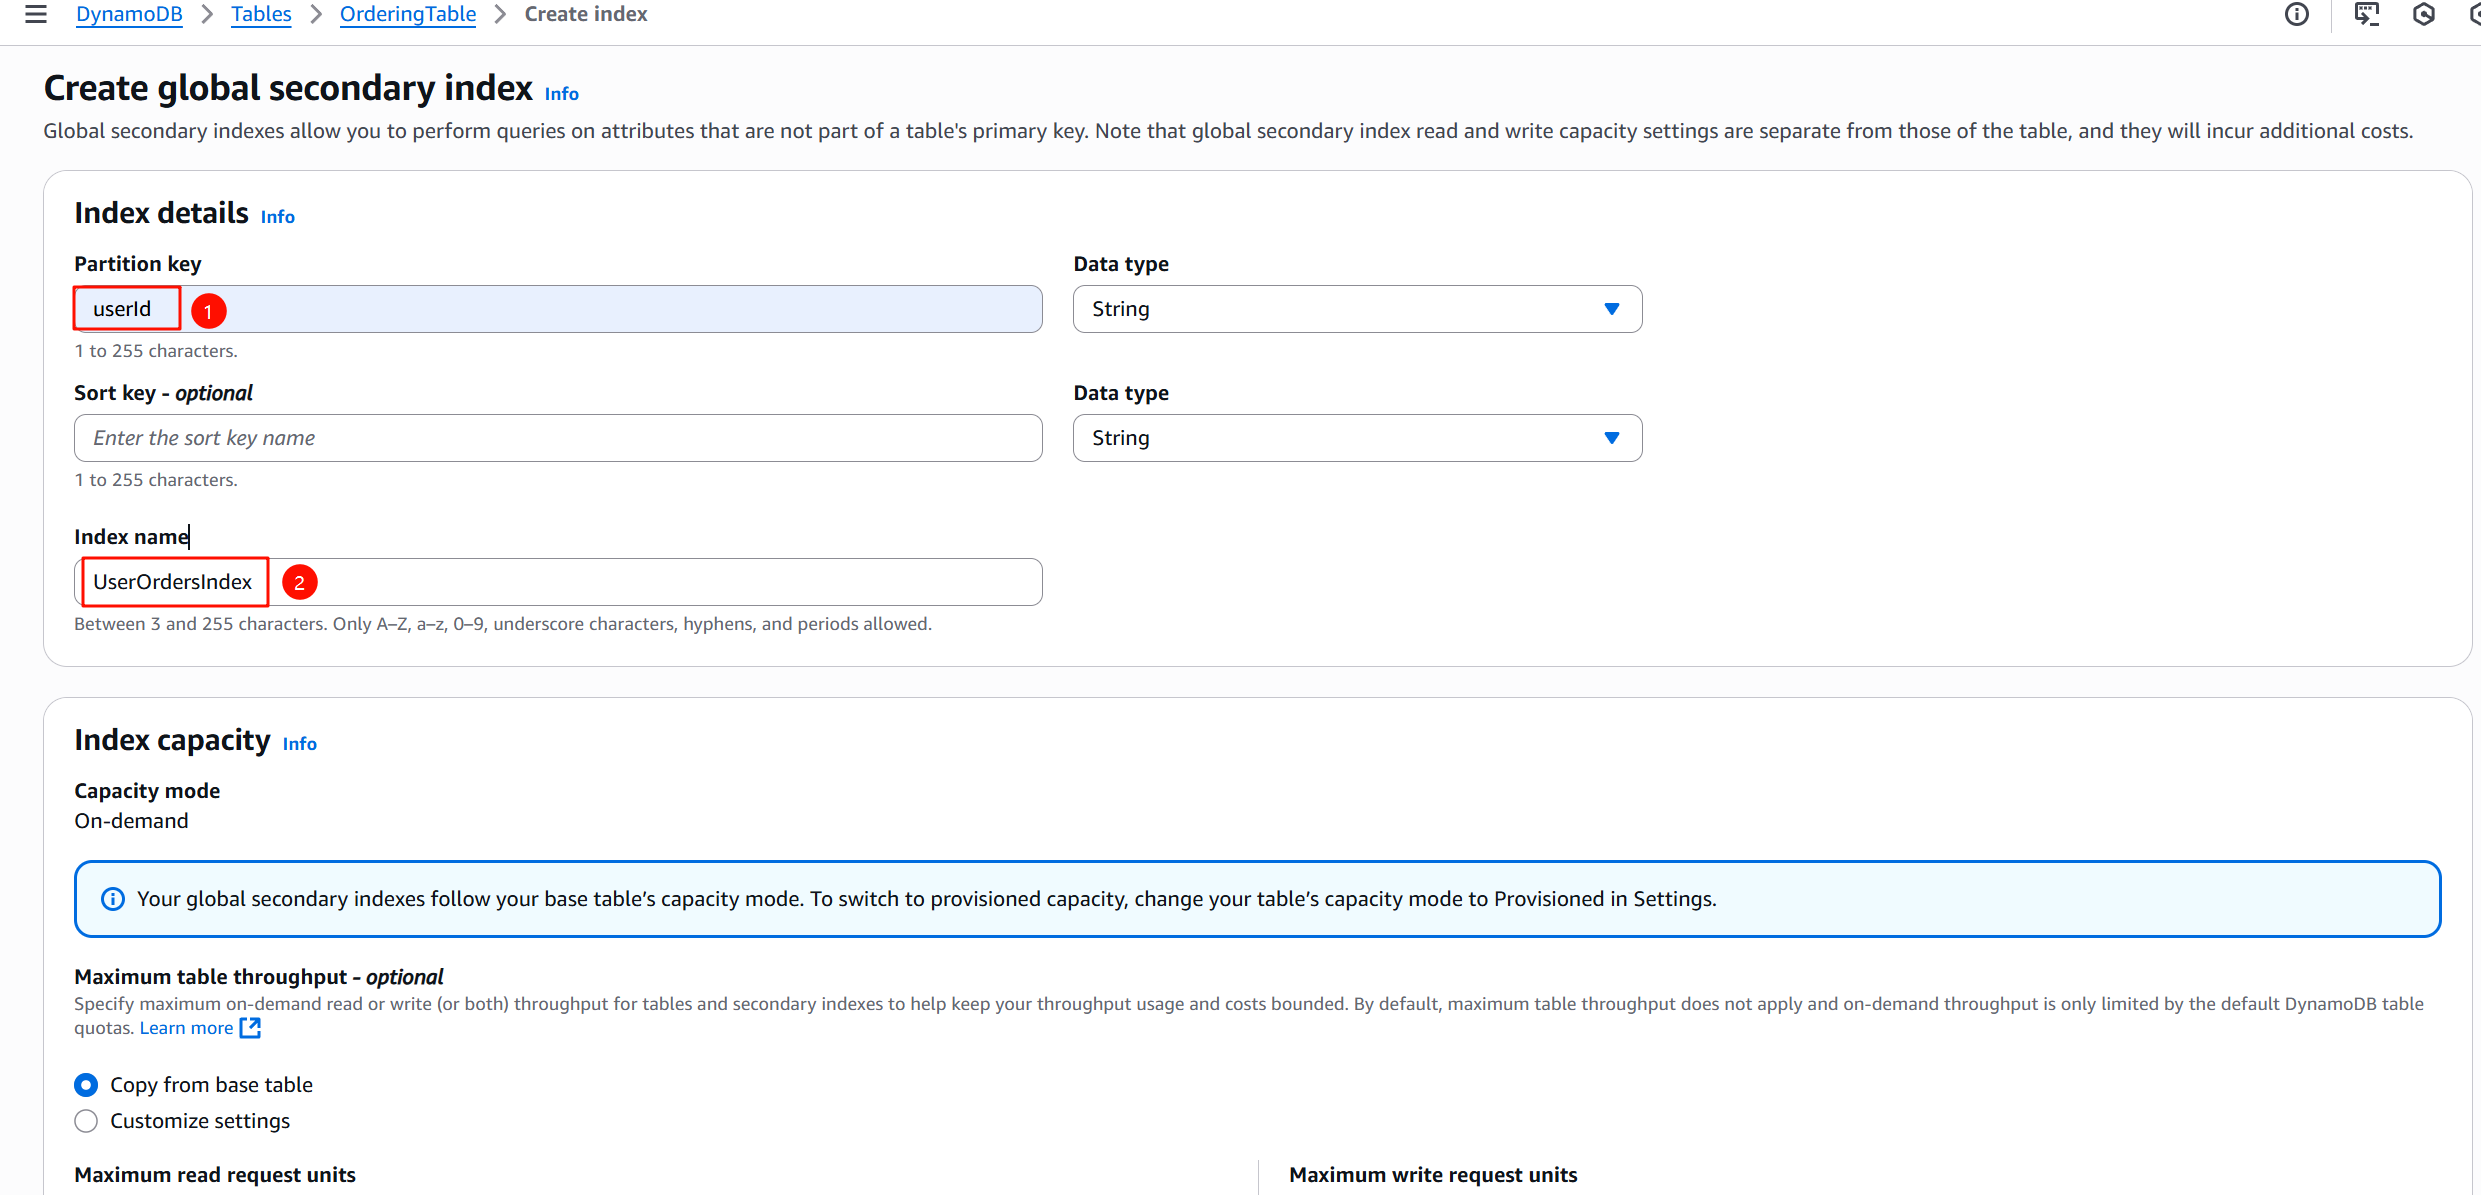 DynamoDB > Tables > OrderingTable > Create index
Create global secondary index Info
Global secondary indexes allow you to perform queries on attributes that are not part of a table's primary key. Note that global secondary index read and write capacity settings are separate from those of the table, and they will incur additional costs.
Index details Info
Partition key
Data type
userId 1
String
1 to 255 characters.
Sort key - optional
Data type
Enter the sort key name
String
1 to 255 characters.
Index name
UserOrdersIndex 2
Between 3 and 255 characters. Only A–Z, a–z, 0–9, underscore characters, hyphens, and periods allowed.
Index capacity Info
Capacity mode
On-demand
Your global secondary indexes follow your base table’s capacity mode. To switch to provisioned capacity, change your table’s capacity mode to Provisioned in Settings.
Maximum table throughput - optional
Specify maximum on-demand read or write (or both) throughput for tables and secondary indexes to help keep your throughput usage and costs bounded. By default, maximum table throughput does not apply and on-demand throughput is only limited by the default DynamoDB table
quotas. Learn more
Copy from base table
Customize settings
Maximum read request units
Maximum write request units